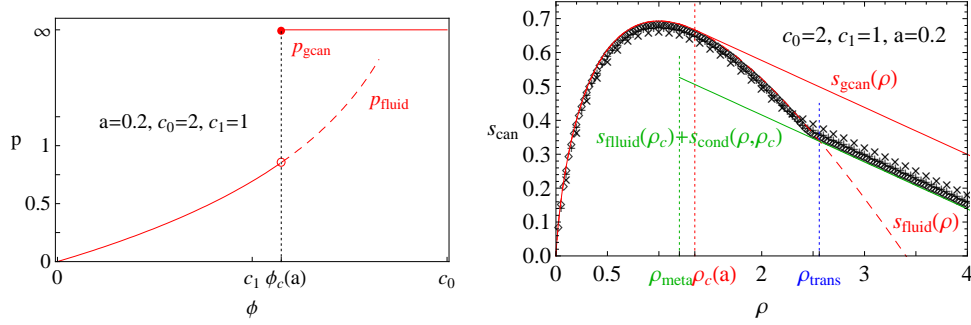 ∞
p_gcan
p_fluid
a=0.2, c_0=2, c_1=1
p
1
0.5
0
0 c_1 ϕ_c(a) c_0
ϕ
0.7
0.6
0.5
s_can 0.4
0.3
0.2
0.1
0.0
c_0=2, c_1=1, a=0.2
s_gcan(ρ)
s_flluid(ρ_c)+s_cond(ρ,ρ_c)
s_fluid(ρ)
0 0.5 2 3 4
ρ_meta ρ_c(a) ρ_trans
ρ